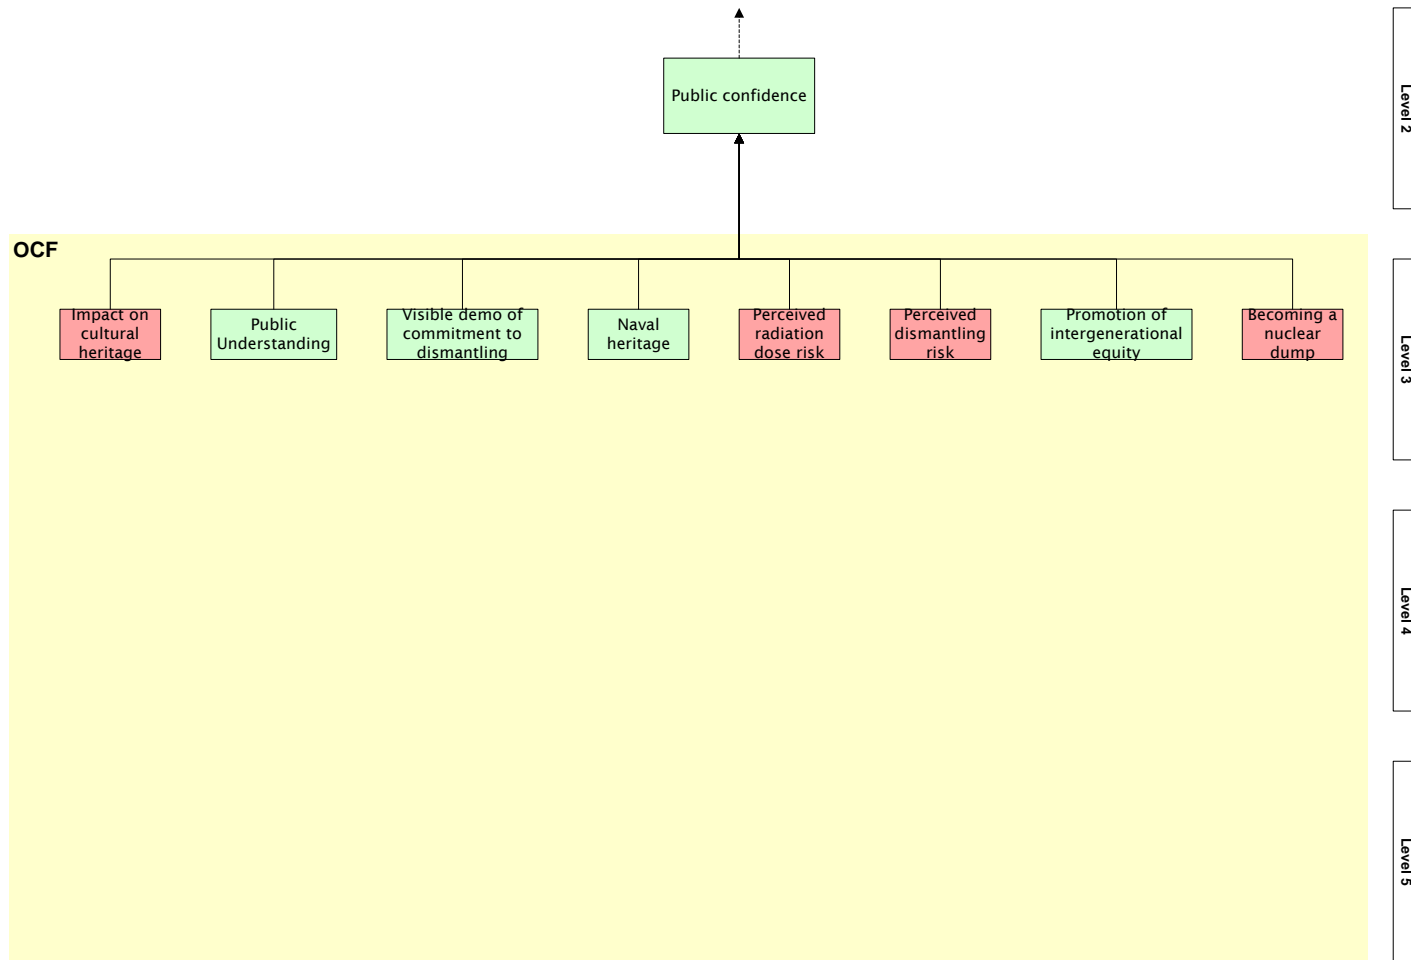 Public confidence
Level 2
OCF
Impact on
cultural
heritage
Public
Understanding
Visible demo of
commitment to
dismantling
Naval
heritage
Perceived
radiation
dose risk
Perceived
dismantling
risk
Promotion of
intergenerational
equity
Becoming a
nuclear
dump
Level 3
Level 4
Level 5